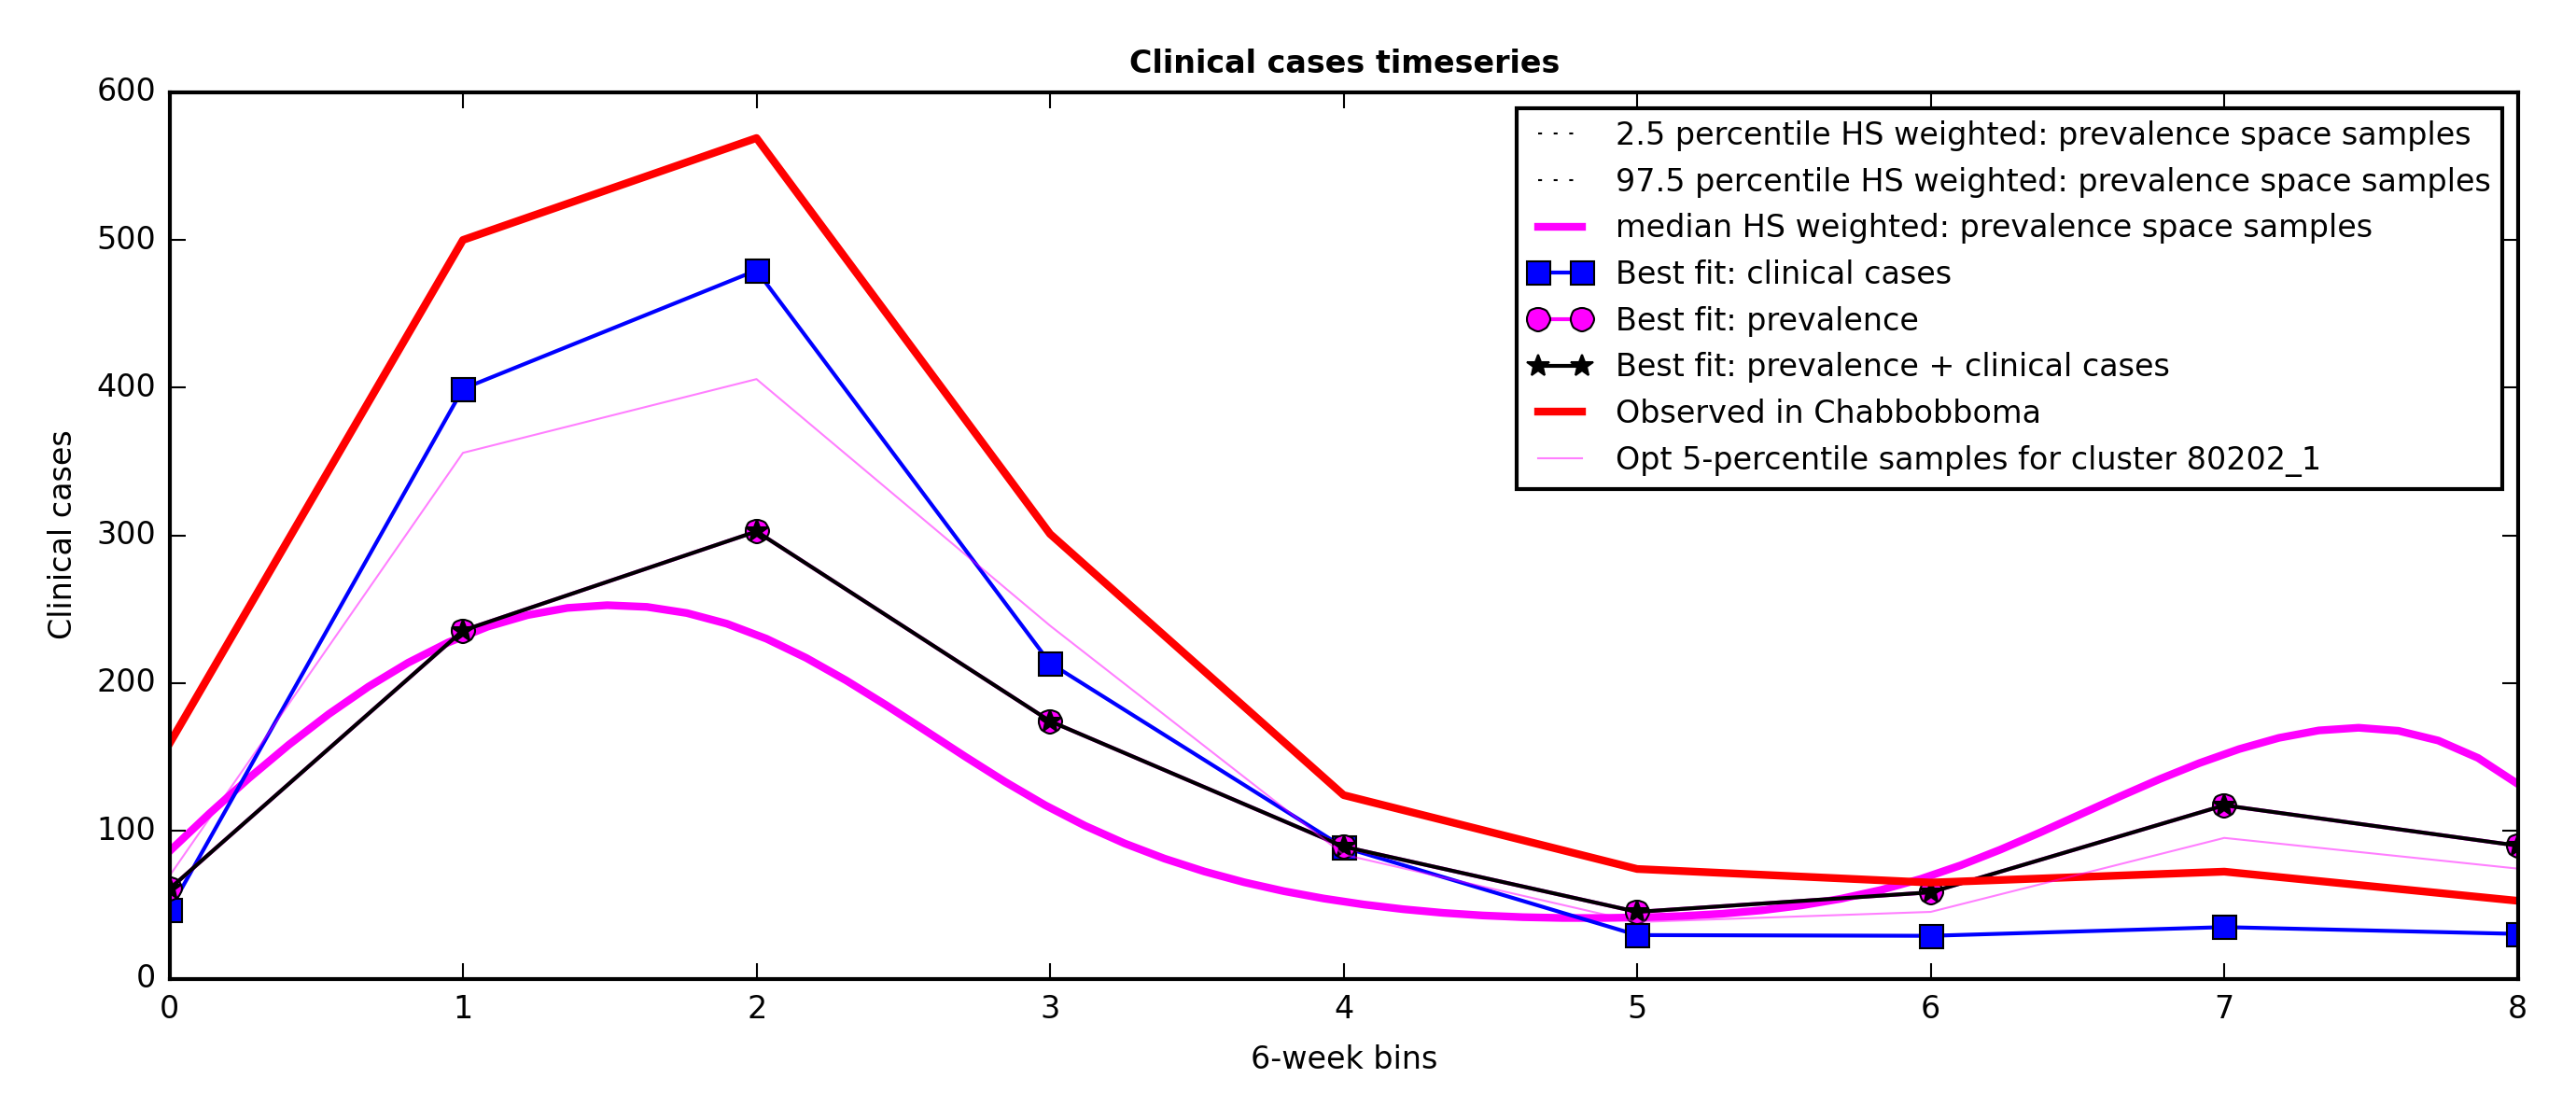 Clinical cases timeseries
600
500
400
300
200
100
0
Clinical cases
2.5 percentile HS weighted: prevalence space samples
97.5 percentile HS weighted: prevalence space samples
median HS weighted: prevalence space samples
Best fit: clinical cases
Best fit: prevalence
Best fit: prevalence + clinical cases
Observed in Chabbobboma
Opt 5-percentile samples for cluster 80202_1
0 1 2 3 4 5 6 7 8
6-week bins